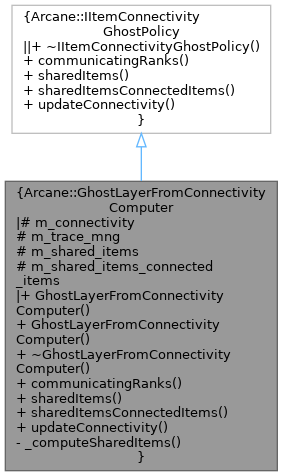 {Arcane::IItemConnectivity
GhostPolicy
||+ ~IItemConnectivityGhostPolicy()
+ communicatingRanks()
+ sharedItems()
+ sharedItemsConnectedItems()
+ updateConnectivity()
}
{Arcane::GhostLayerFromConnectivity
Computer
|# m_connectivity
# m_trace_mng
# m_shared_items
# m_shared_items_connected
_items
|+ GhostLayerFromConnectivity
Computer()
+ GhostLayerFromConnectivity
Computer()
+ ~GhostLayerFromConnectivity
Computer()
+ communicatingRanks()
+ sharedItems()
+ sharedItemsConnectedItems()
+ updateConnectivity()
- _computeSharedItems()
}